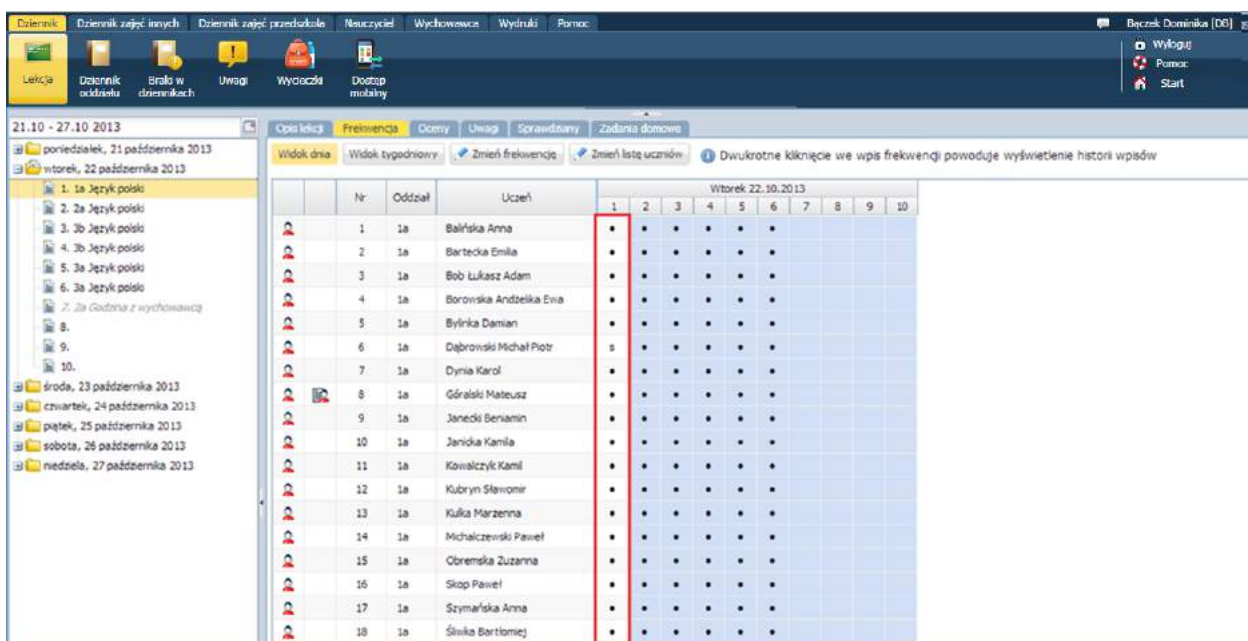 Dziennik Dziennik zajęć innych Dziennik zajęć przedszkola Nauczyciel Wychowawca Wydruki Pomoc Bączek Dominika [DB]
Lekcja Dziennik oddziału Braki w dziennikach Uwagi Wycieczki Dostęp mobilny
Wyloguj
Pomoc
Start
21.10 - 27.10 2013
poniedziałek, 21 października 2013
wtorek, 22 października 2013
1. 1a Język polski
2. 2a Język polski
3. 3b Język polski
4. 3b Język polski
5. 3a Język polski
6. 3a Język polski
7. 2a Godzina z wychowawcą
8.
9.
10.
środa, 23 października 2013
czwartek, 24 października 2013
piątek, 25 października 2013
sobota, 26 października 2013
niedziela, 27 października 2013
Opis lekcji Frekwencja Oceny Uwagi Sprawdziany Zadania domowe
Widok dnia Widok tygodniowy Zmień frekwencję Zmień listę uczniów Dwukrotne kliknięcie we wpis frekwencji powoduje wyświetlenie historii wpisów
Nr Oddział Uczeń Wtorek 22.10.2013
1 2 3 4 5 6 7 8 9 10
1 1a Balińska Anna • • • • • •
2 1a Bartecka Emilia • • • • • •
3 1a Bob Łukasz Adam • • • • • •
4 1a Borowska Andżelika Ewa • • • • • •
5 1a Bylinka Damian • • • • • •
6 1a Dąbrowski Michał Piotr s • • • • •
7 1a Dynia Karol • • • • • •
8 1a Góralski Mateusz • • • • • •
9 1a Janecki Beniamin • • • • • •
10 1a Janicka Kamila • • • • • •
11 1a Kowalczyk Kamil • • • • • •
12 1a Kubryn Sławomir • • • • • •
13 1a Kulka Marzenna • • • • • •
14 1a Michalczewski Paweł • • • • • •
15 1a Obremska Zuzanna • • • • • •
16 1a Skop Paweł • • • • • •
17 1a Szymańska Anna • • • • • •
18 1a Śliwka Bartłomiej • • • • • •